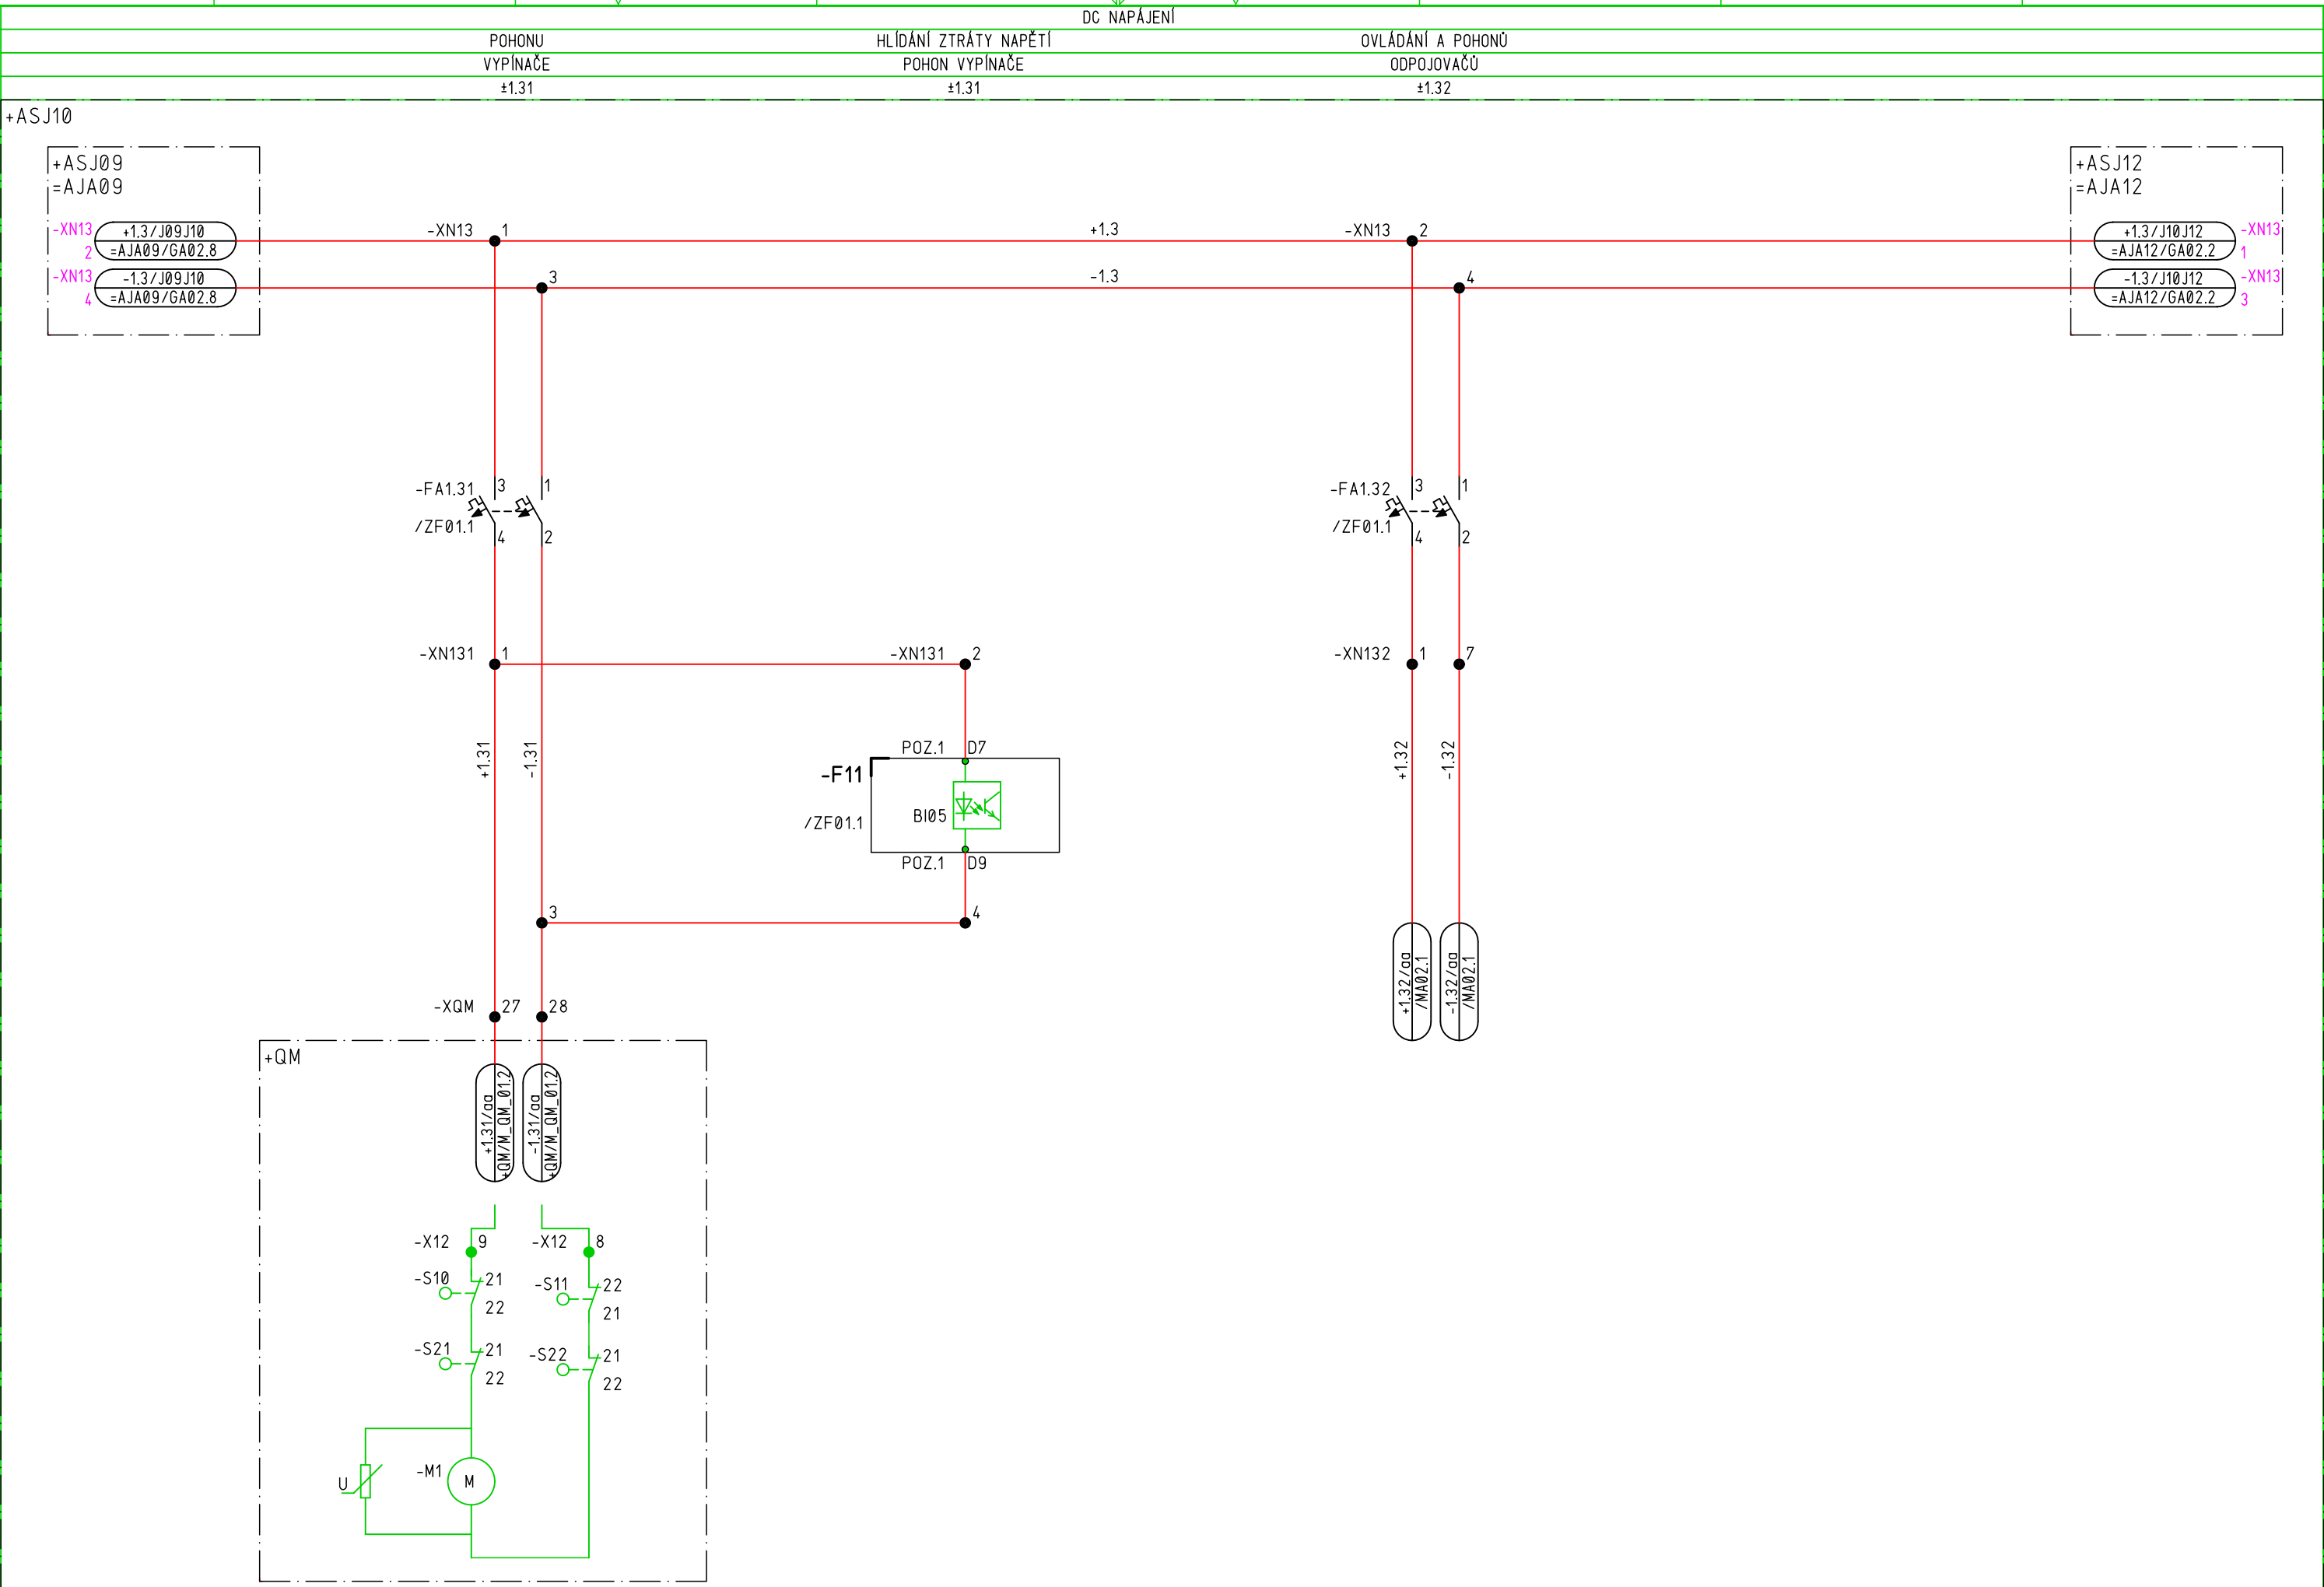 DC NAPÁJENÍ
POHONU
HLÍDÁNÍ ZTRÁTY NAPĚTÍ
OVLÁDÁNÍ A POHONŮ
VYPÍNAČE
POHON VYPÍNAČE
ODPOJOVAČŮ
±1.31
±1.31
±1.32
+ASJ10
+ASJ09
=AJA09
+ASJ12
=AJA12
-XN13
2
+1.3/J09J10
=AJA09/GA02.8
-XN13
1
+1.3
-XN13
2
+1.3/J10J12
=AJA12/GA02.2
-XN13
1
-XN13
4
-1.3/J09J10
=AJA09/GA02.8
3
-1.3
4
-1.3/J10J12
=AJA12/GA02.2
-XN13
3
-FA1.31
/ZF01.1
3
4
1
2
-FA1.32
/ZF01.1
3
4
1
2
-XN131
1
-XN131
2
-XN132
1
7
+1.31
-1.31
+1.32
-1.32
POZ.1
D7
-F11
/ZF01.1
BI05
POZ.1
D9
3
4
+1.32/aa
/MA02.1
-1.32/aa
/MA02.1
-XQM
27
28
+QM
+1.31/aa
+QM/M_QM_01.2
-1.31/aa
+QM/M_QM_01.2
-X12
9
-X12
8
-S10
21
22
-S11
22
21
-S21
21
22
-S22
21
22
U
-M1
M